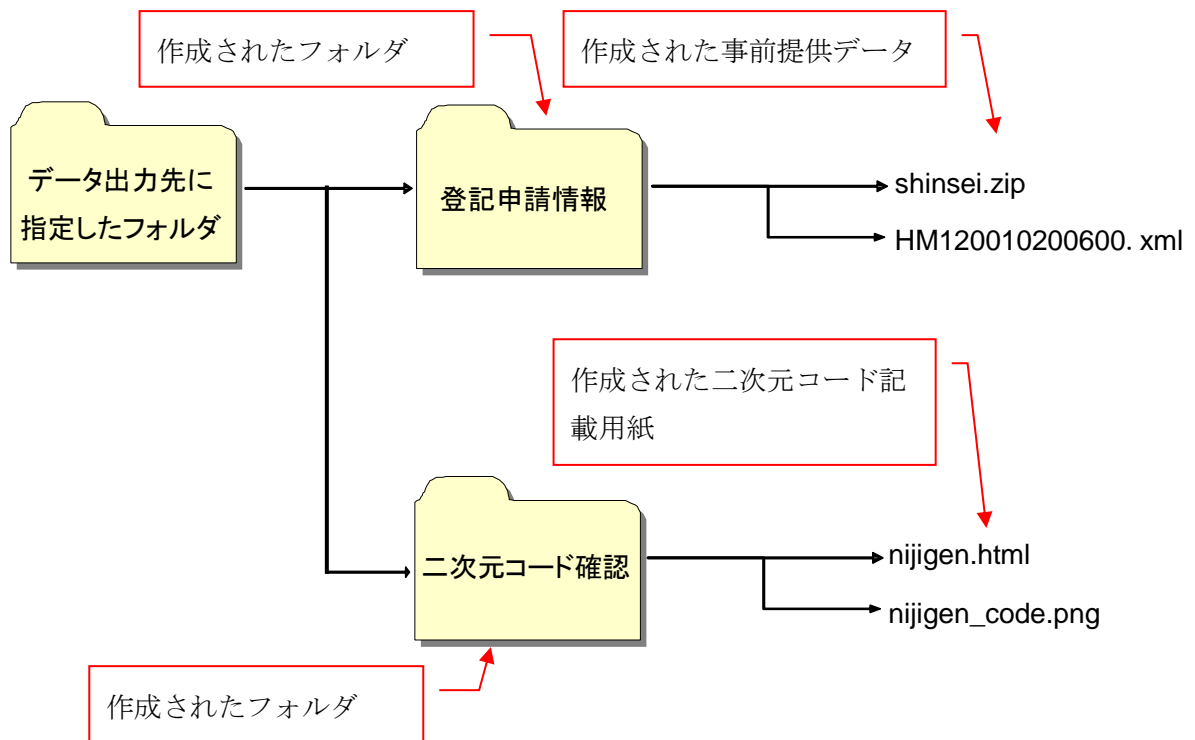 作成されたフォルダ
作成された事前提供データ
データ出力先に
指定したフォルダ
登記申請情報
shinsei.zip
HM120010200600. xml
作成された二次元コード記
載用紙
二次元コード確認
nijigen.html
nijigen_code.png
作成されたフォルダ